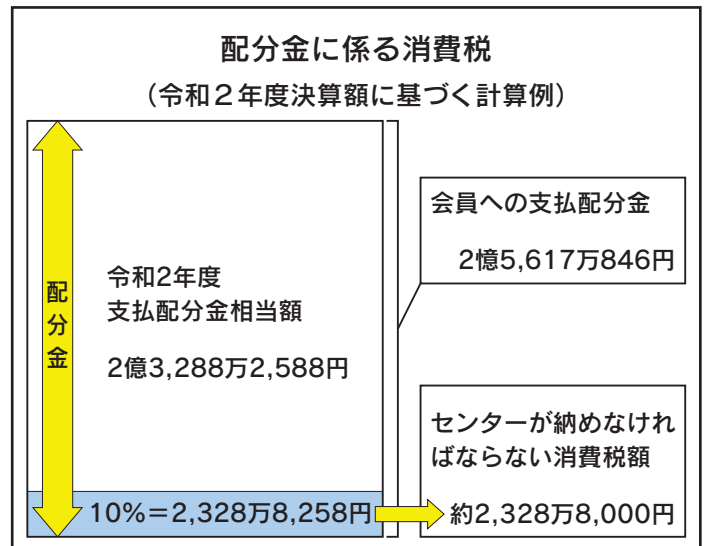 配分金に係る消費税
（令和２年度決算額に基づく計算例）
配分金
令和2年度
支払配分金相当額
2億3,288万2,588円
10%＝2,328万8,258円
会員への支払配分金
2憶5,617万846円
センターが納めなけれ
ばならない消費税額
約2,328万8,000円